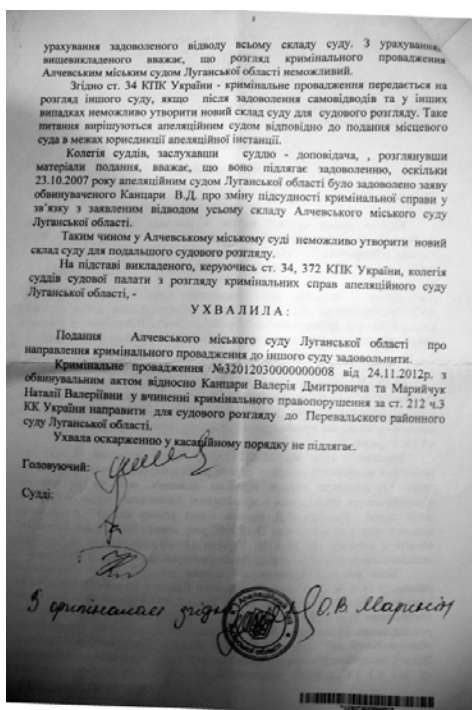 2
урахування задоволеного відводу всьому складу суду. З урахування,
вищевикладеного вважає, що розгляд кримінального провадження
Алчевським міським судом Луганської області неможливий.
Згідно ст. 34 КПК України - кримінальне провадження передається на
розгляд іншого суду, якщо після задоволення самовідводів та у інших
випадках неможливо утворити новий склад суду для судового розгляду. Таке
питання вирішуються апеляційним судом відповідно до подання місцевого
суда в межах юрисдикції апеляційної інстанції.
Колегія суддів, заслухавши суддю - доповідача, , розглянувши
матеріали подання, вважає, що воно підлягає задоволенню, оскільки
23.10.2007 року апеляційним судом Луганської області було задоволено заяву
обвинуваченого Канцари В.Д. про зміну підсудності кримінальної справи у
зв’язку з заявленим відводом усьому складу Алчевського міського суду
Луганської області.
Таким чином у Алчевському міському суді неможливо утворити новий
склад суду для подальшого судового розгляду.
На підставі викладеного, керуючись ст. 34, 372 КПК України, колегія
суддів судової палати з розгляду кримінальних справ апеляційного суду
Луганської області, -
У Х В А Л И Л А :
Подання Алчевського міського суду Луганської області про
направлення кримінального провадження до іншого суду задовольнити.
Кримінальне провадження №32012030000000008 від 24.11.2012р. з
обвинувальним актом відносно Канцари Валерія Дмитровича та Марийчук
Наталії Валеріївни у вчиненні кримінального правопорушення за ст. 212 ч.3
КК України направити для судового розгляду до Перевальского районного
суду Луганської області.
Ухвала оскарженню у касаційному порядку не підлягає.
Головуючий:
Судді:
З оригіналом згідно О.В. Маринін